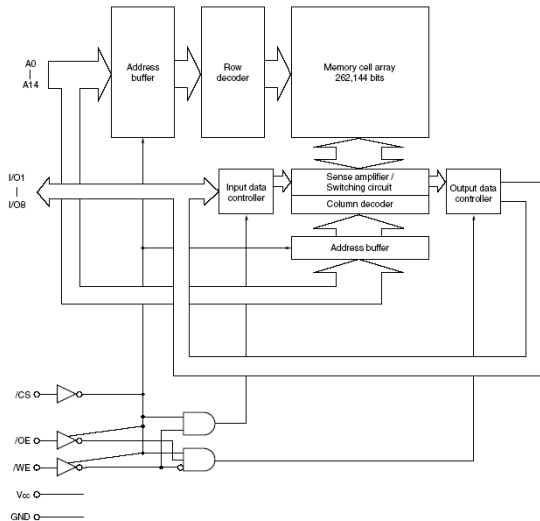 A0
|
A14
Address
buffer
Row
decoder
Memory cell array
262,144 bits
I/O1
|
I/O8
Input data
controller
Sense amplifier /
Switching circuit
Column decoder
Output data
controller
Address buffer
/CS
/OE
/WE
Vcc
GND